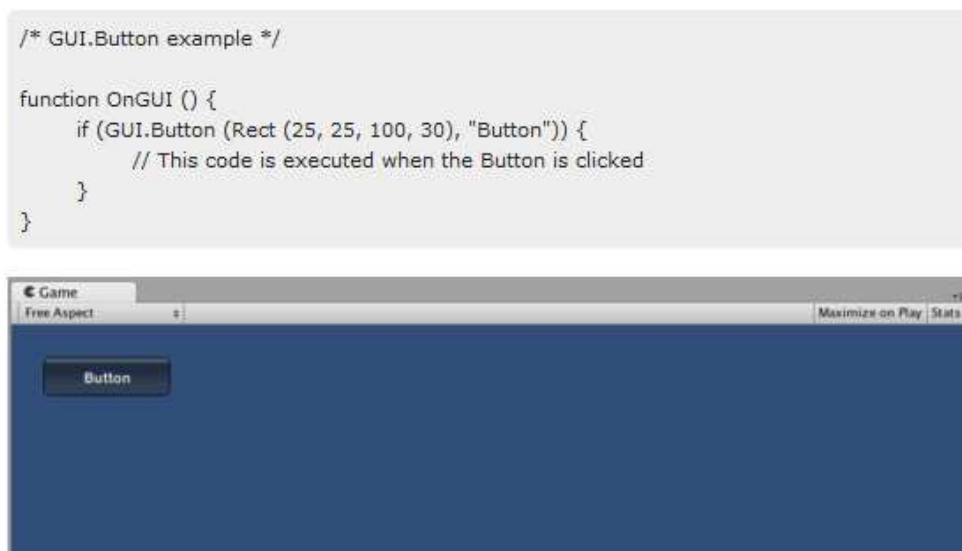 /* GUI.Button example */
function OnGUI () {
if (GUI.Button (Rect (25, 25, 100, 30), "Button")) {
// This code is executed when the Button is clicked
}
}
Game
Free Aspect
Maximize on Play Stats
Button